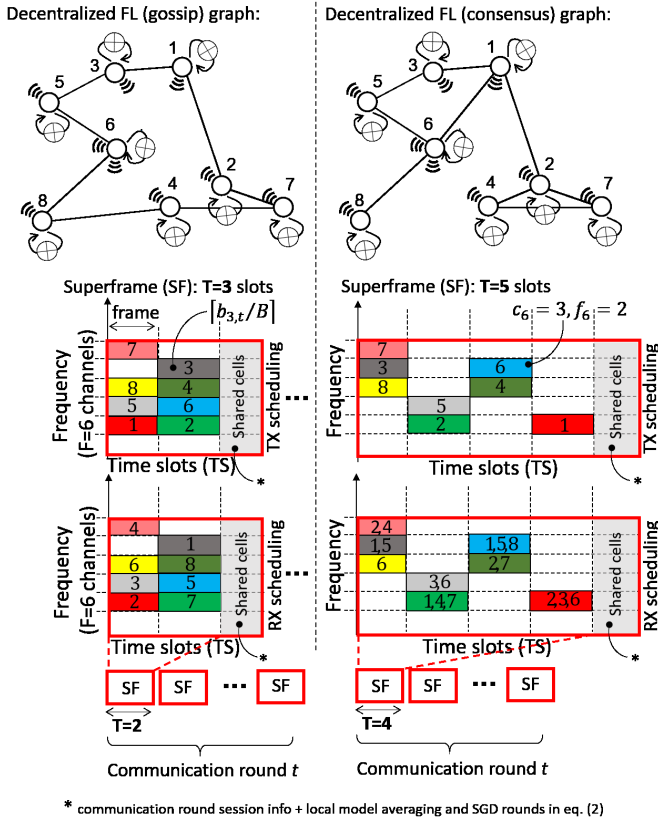 Decentralized FL (gossip) graph:
1
3
5
6
2
4
7
8
Superframe (SF): T=3 slots
frame
⌈b3,t/B⌉
Frequency
(F=6 channels)
7
3
8
4
5
6
1
2
Shared cells
TX scheduling
...
Time slots (TS)
*
Frequency
(F=6 channels)
4
1
6
8
3
5
2
7
Shared cells
RX scheduling
...
Time slots (TS)
*
SF
SF
...
SF
T=2
Communication round t
Decentralized FL (consensus) graph:
1
3
5
6
2
4
7
8
Superframe (SF): T=5 slots
c6 = 3, f6 = 2
Frequency
7
3
6
8
4
5
2
1
Shared cells
TX scheduling
Time slots (TS)
*
Frequency
2,4
1,5
1,5,8
6
2,7
3,6
1,4,7
2,3,6
Shared cells
RX scheduling
Time slots (TS)
*
SF
SF
...
SF
T=4
Communication round t
* communication round session info + local model averaging and SGD rounds in eq. (2)